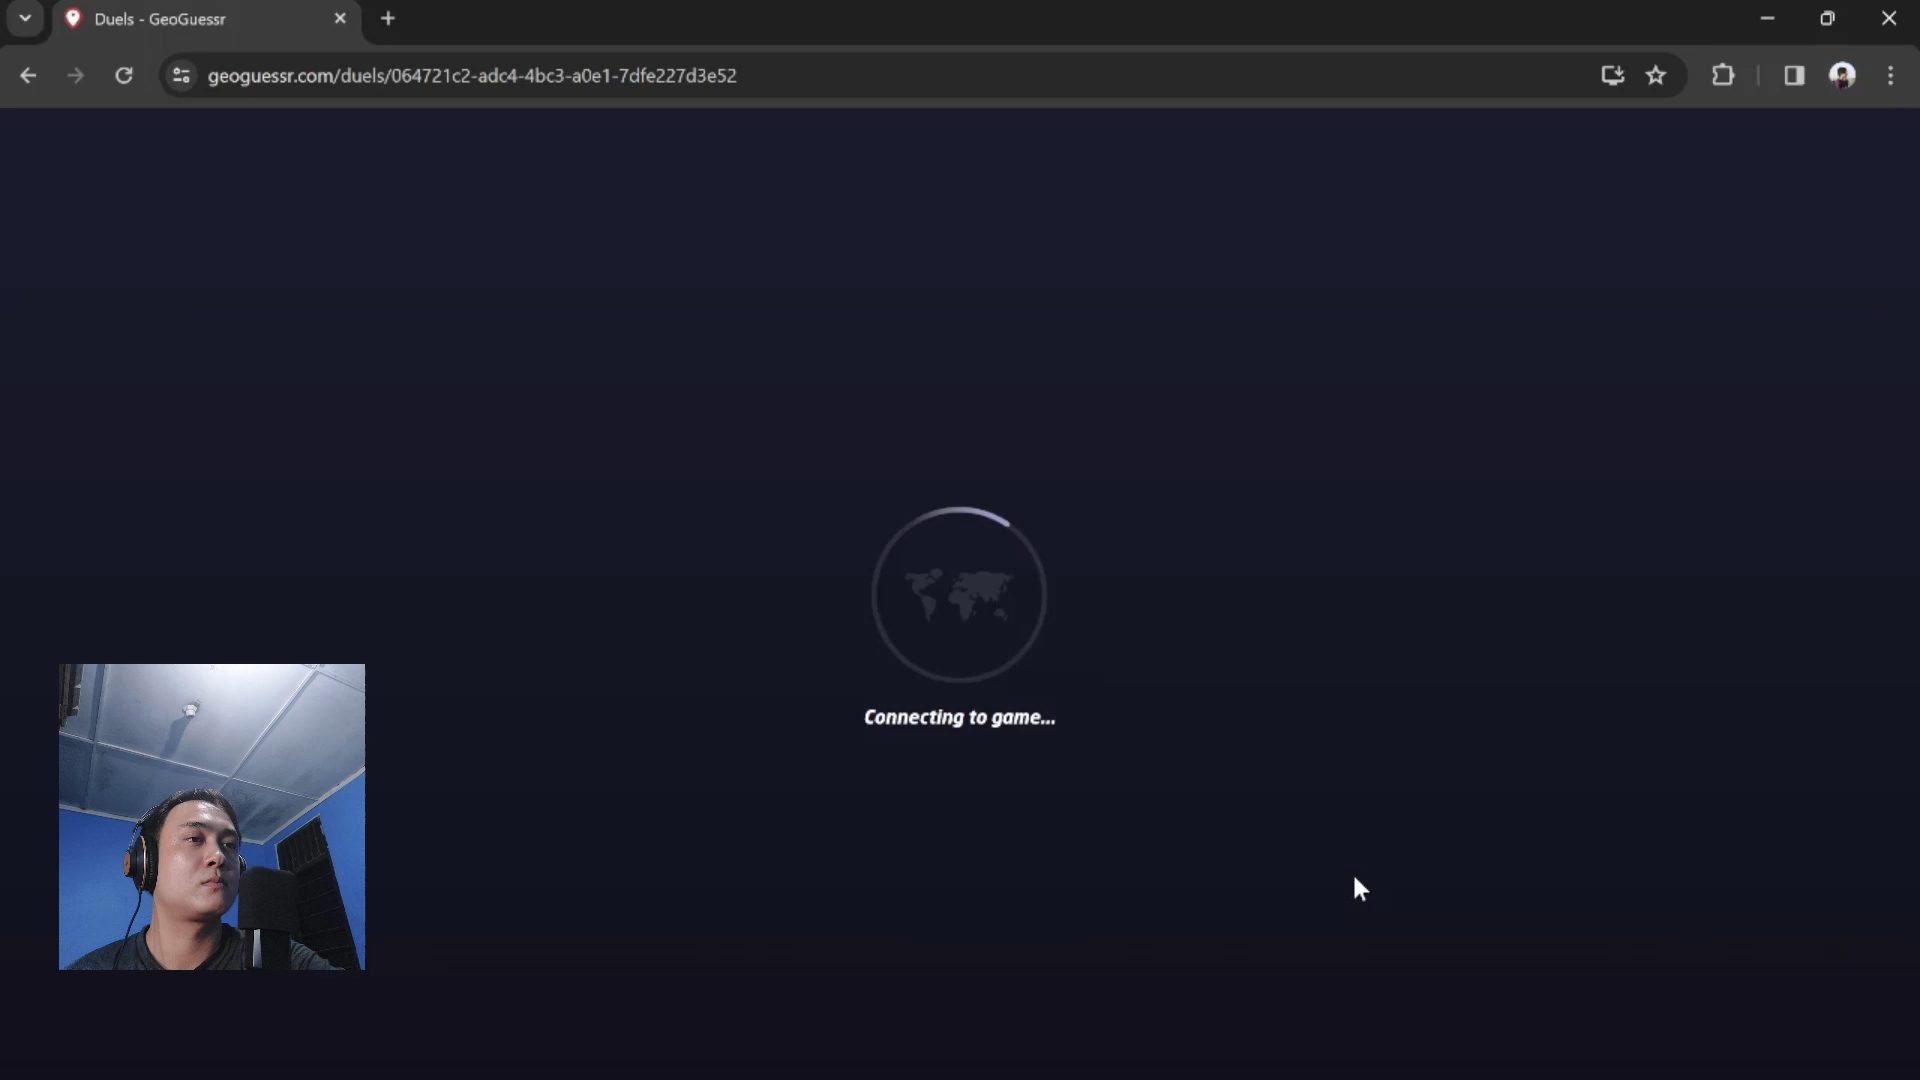 Duels - GeoGuessr
geoguessr.com/duels/064721c2-adc4-4bc3-a0e1-7dfe227d3e52
Connecting to game...